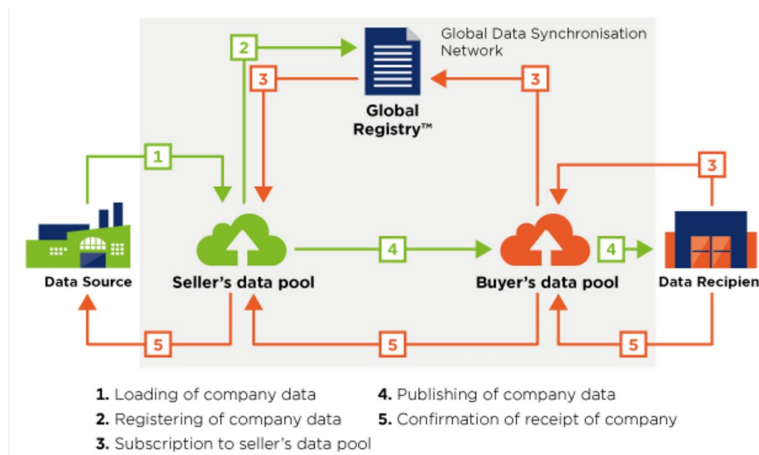 Global Data Synchronisation
Network
2
3
3
Global
Registry™
1
3
4
4
Data Source
Seller's data pool
Buyer's data pool
Data Recipien
5
5
5
1. Loading of company data
2. Registering of company data
3. Subscription to seller's data pool
4. Publishing of company data
5. Confirmation of receipt of company